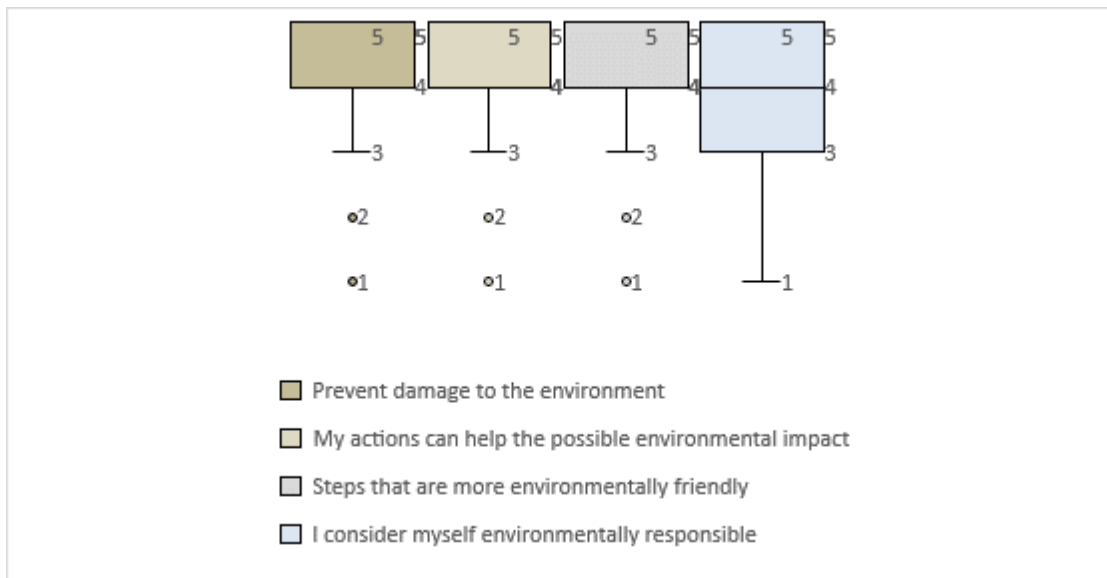 5 5 5 5 5 5 5 5
4 4 4 4
3 3 3 3
2 2 2
1 1 1 1
Prevent damage to the environment
My actions can help the possible environmental impact
Steps that are more environmentally friendly
I consider myself environmentally responsible